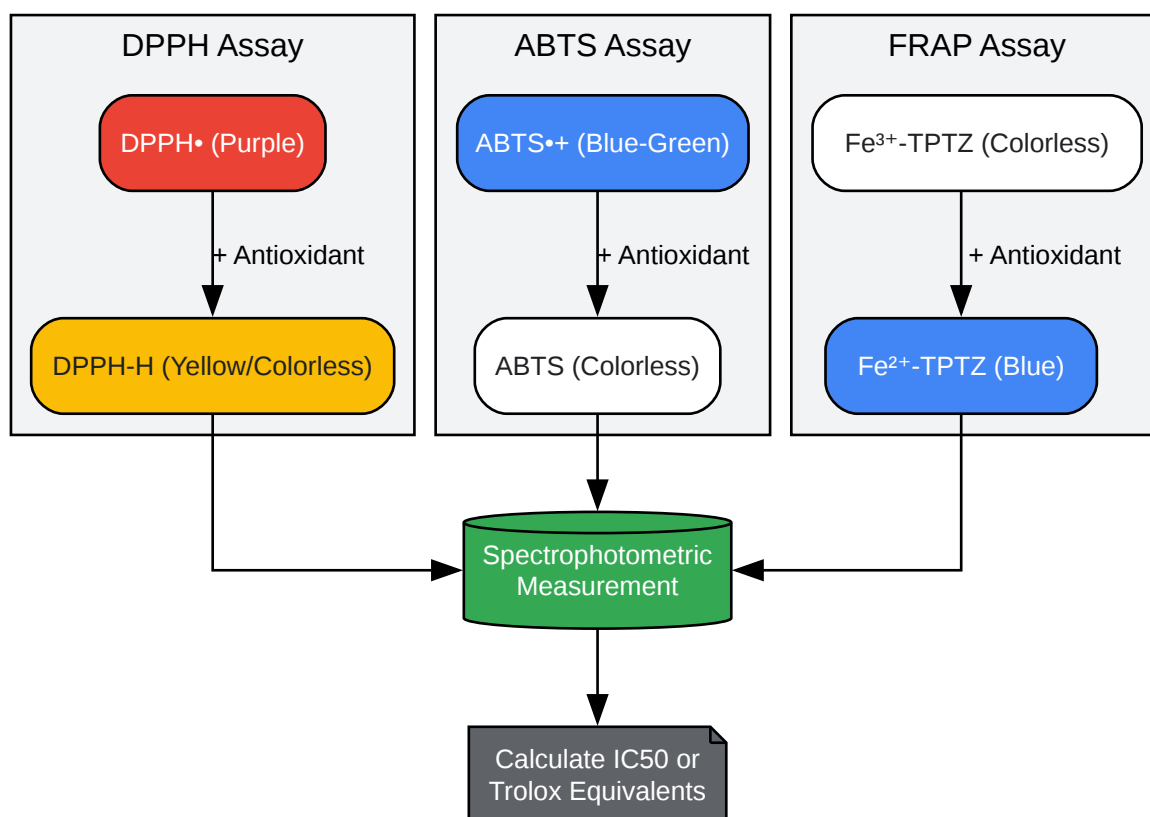 DPPH Assay
ABTS Assay
FRAP Assay
DPPH• (Purple)
ABTS•+ (Blue-Green)
Fe³⁺-TPTZ (Colorless)
+ Antioxidant
+ Antioxidant
+ Antioxidant
DPPH-H (Yellow/Colorless)
ABTS (Colorless)
Fe²⁺-TPTZ (Blue)
Spectrophotometric
Measurement
Calculate IC50 or
Trolox Equivalents